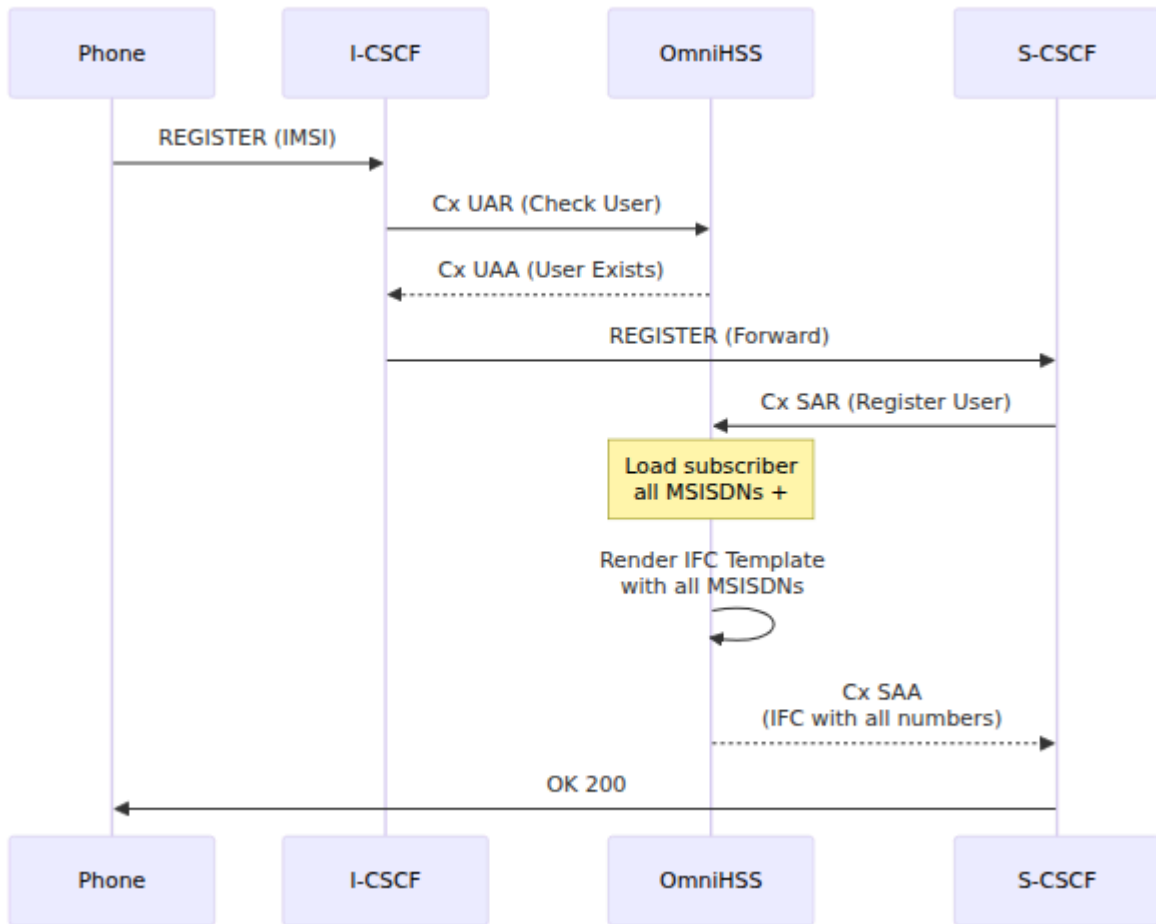 Phone
I-CSCF
OmniHSS
S-CSCF
REGISTER (IMSI)
Cx UAR (Check User)
Cx UAA (User Exists)
REGISTER (Forward)
Cx SAR (Register User)
Load subscriber
all MSISDNs +
Render IFC Template
with all MSISDNs
Cx SAA
(IFC with all numbers)
OK 200
Phone
I-CSCF
OmniHSS
S-CSCF